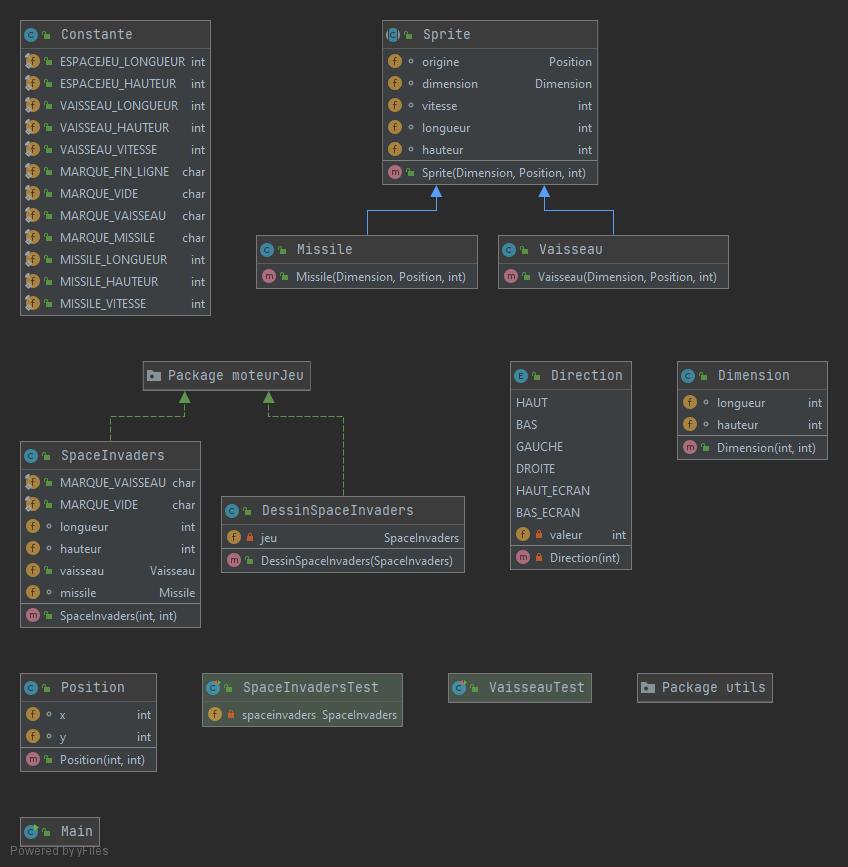 Constante
ESPACEJEU_LONGUEUR int
ESPACEJEU_HAUTEUR int
VAISSEAU_LONGUEUR int
VAISSEAU_HAUTEUR int
VAISSEAU_VITESSE int
MARQUE_FIN_LIGNE char
MARQUE_VIDE char
MARQUE_VAISSEAU char
MARQUE_MISSILE char
MISSILE_LONGUEUR int
MISSILE_HAUTEUR int
MISSILE_VITESSE int
Sprite
origine Position
dimension Dimension
vitesse int
longueur int
hauteur int
Sprite(Dimension, Position, int)
Missile
Missile(Dimension, Position, int)
Vaisseau
Vaisseau(Dimension, Position, int)
Package moteurJeu
SpaceInvaders
MARQUE_VAISSEAU char
MARQUE_VIDE char
longueur int
hauteur int
vaisseau Vaisseau
missile Missile
SpaceInvaders(int, int)
DessinSpaceInvaders
jeu SpaceInvaders
DessinSpaceInvaders(SpaceInvaders)
Direction
HAUT
BAS
GAUCHE
DROITE
HAUT_ECRAN
BAS_ECRAN
valeur int
Direction(int)
Dimension
longueur int
hauteur int
Dimension(int, int)
Position
x int
y int
Position(int, int)
SpaceInvadersTest
spaceinvaders SpaceInvaders
VaisseauTest
Package utils
Main
Powered by yFiles